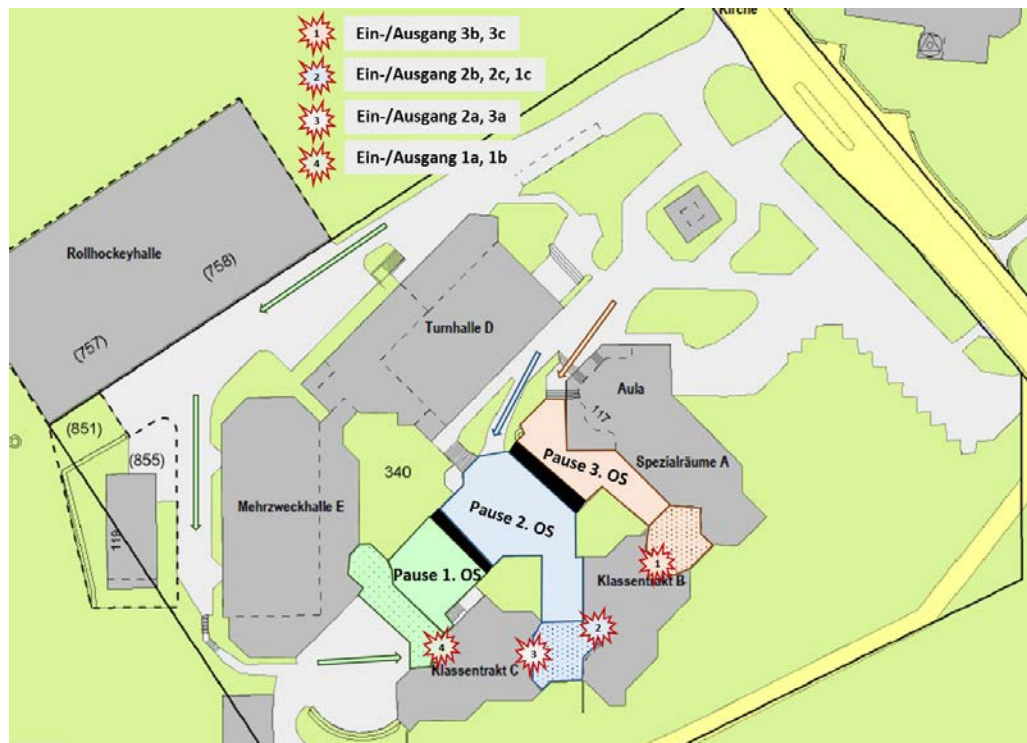 Kirche
1 Ein-/Ausgang 3b, 3c
2 Ein-/Ausgang 2b, 2c, 1c
3 Ein-/Ausgang 2a, 3a
4 Ein-/Ausgang 1a, 1b
Rollhockeyhalle
(758)
(757)
Turnhalle D
Aula
117
(851)
(855)
340
Pause 3. OS
Spezialräume A
Mehrzweckhalle E
Pause 2. OS
119
Pause 1. OS
1
Klassentrakt B
2
4
3
Klassentrakt C